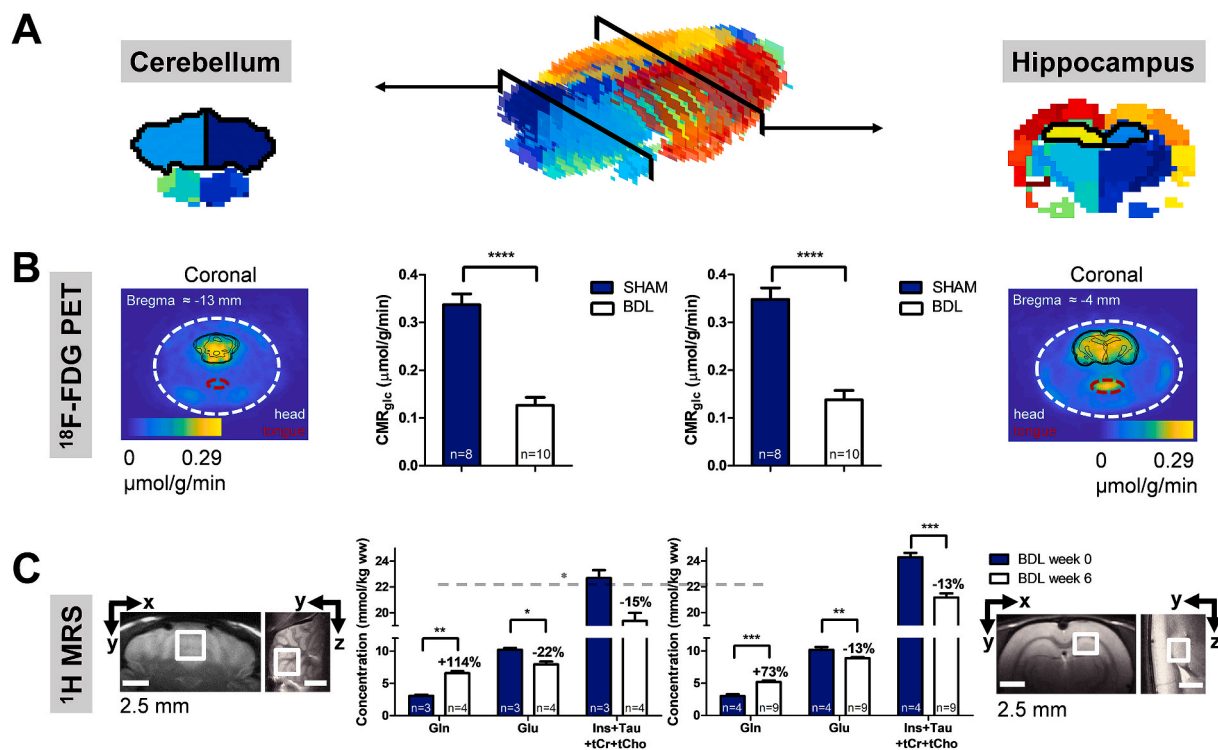 A
Cerebellum
Hippocampus
B
¹⁸F-FDG PET
Coronal
Bregma ≈ -13 mm
head
tongue
0 0.29
µmol/g/min
CMRglc (µmol/g/min)
0.4
0.3
0.2
0.1
0.0
****
n=8
n=10
SHAM
BDL
CMRglc (µmol/g/min)
0.4
0.3
0.2
0.1
0.0
****
n=8
n=10
SHAM
BDL
Coronal
Bregma ≈ -4 mm
head
tongue
0 0.29
µmol/g/min
C
¹H MRS
x
y
y
z
2.5 mm
Concentration (mmol/kg ww)
24
22
20
10
5
0
**
+114%
*
-22%
-15%
*
n=3
n=4
n=3
n=4
n=3
n=4
Gln
Glu
Ins+Tau
+tCr+tCho
Concentration (mmol/kg ww)
24
22
20
10
5
0
***
+73%
**
-13%
***
-13%
n=4
n=9
n=4
n=9
n=4
n=9
Gln
Glu
Ins+Tau
+tCr+tCho
BDL week 0
BDL week 6
x
y
y
z
2.5 mm